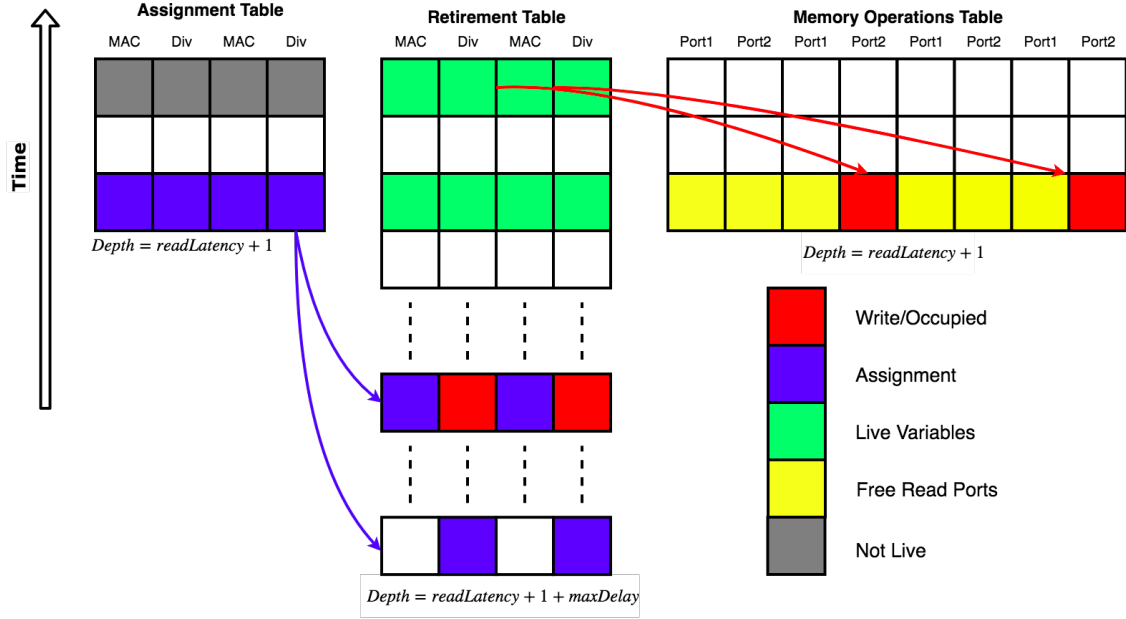 Assignment Table
Retirement Table
Memory Operations Table
MAC Div MAC Div
MAC Div MAC Div
Port1 Port2 Port1 Port2 Port1 Port2 Port1 Port2
Time
Depth = readLatency + 1
Depth = readLatency + 1
Write/Occupied
Assignment
Live Variables
Free Read Ports
Not Live
Depth = readLatency + 1 + maxDelay